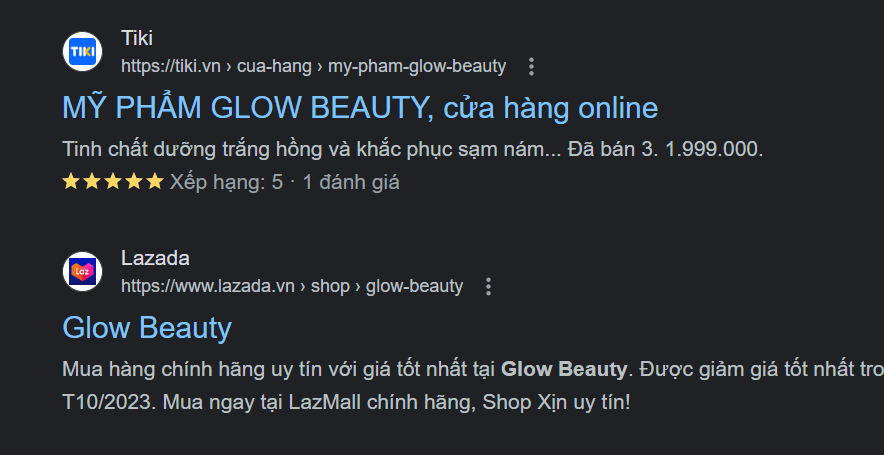 Tiki
https://tiki.vn › cua-hang › my-pham-glow-beauty
MỸ PHẨM GLOW BEAUTY, cửa hàng online
Tinh chất dưỡng trắng hồng và khắc phục sạm nám... Đã bán 3. 1.999.000.
Xếp hạng: 5 · 1 đánh giá
Lazada
https://www.lazada.vn › shop › glow-beauty
Glow Beauty
Mua hàng chính hãng uy tín với giá tốt nhất tại Glow Beauty. Được giảm giá tốt nhất tro
T10/2023. Mua ngay tại LazMall chính hãng, Shop Xịn uy tín!